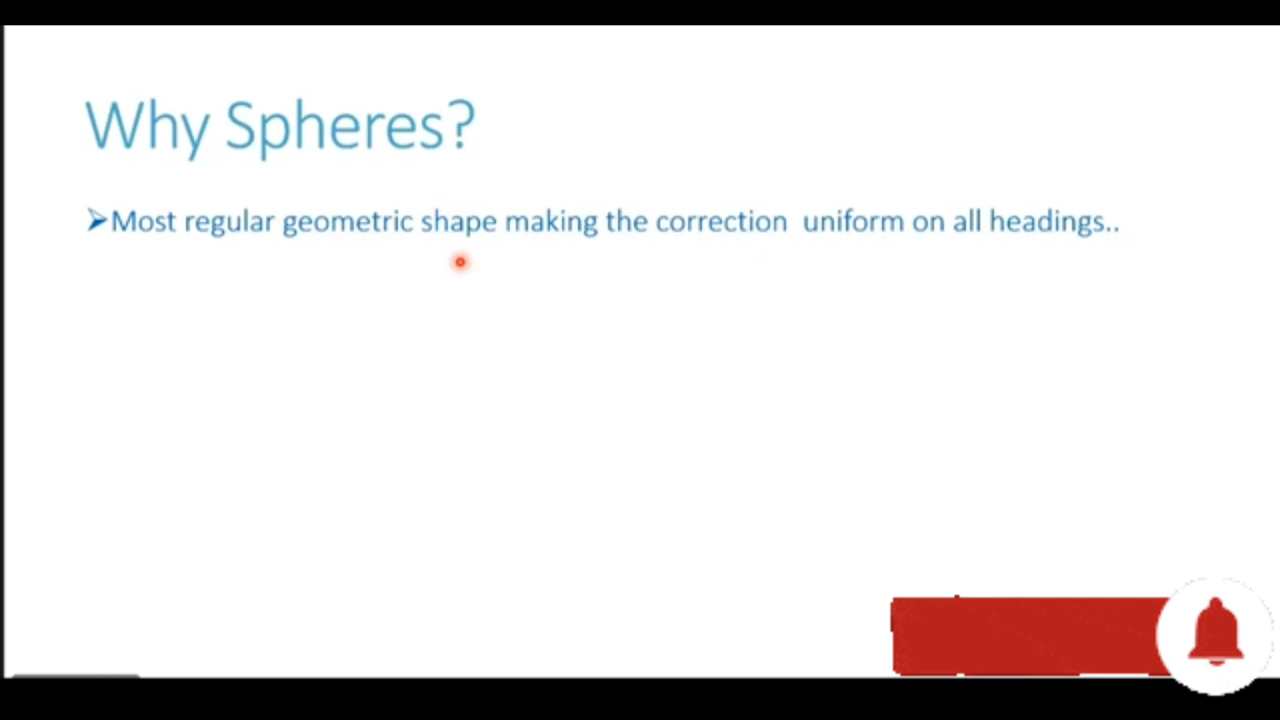 Why Spheres?
➢Most regular geometric shape making the correction  uniform on all headings..